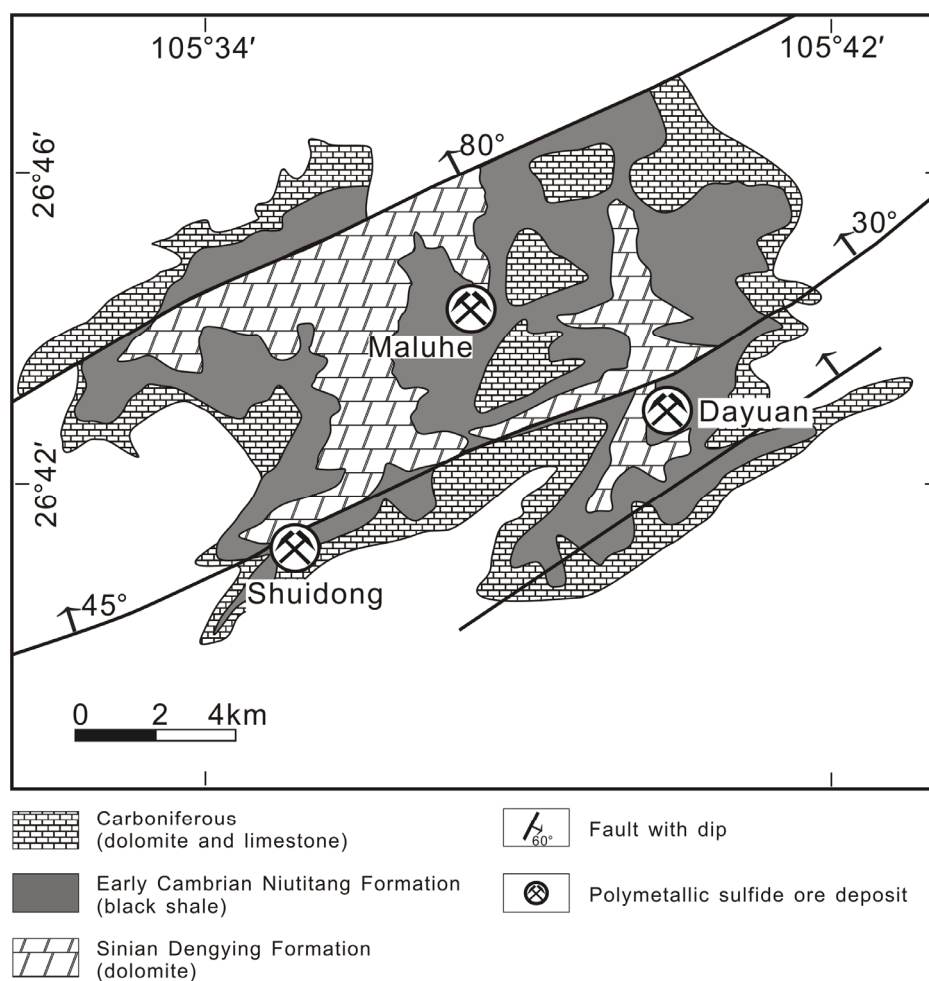 105°34′
105°42′
26°46′
80°
30°
Maluhe
Dayuan
26°42′
Shuidong
45°
0 2 4km
Carboniferous
(dolomite and limestone)
Early Cambrian Niutitang Formation
(black shale)
Sinian Dengying Formation
(dolomite)
60°
Fault with dip
Polymetallic sulfide ore deposit